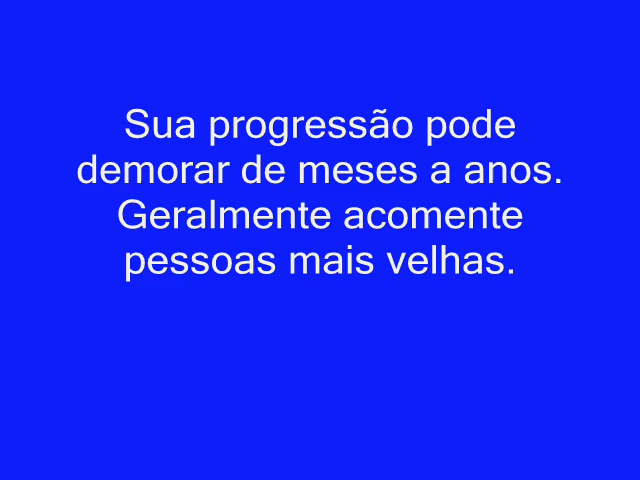 Sua progressão pode
demorar de meses a anos.
Geralmente acomente
pessoas mais velhas.